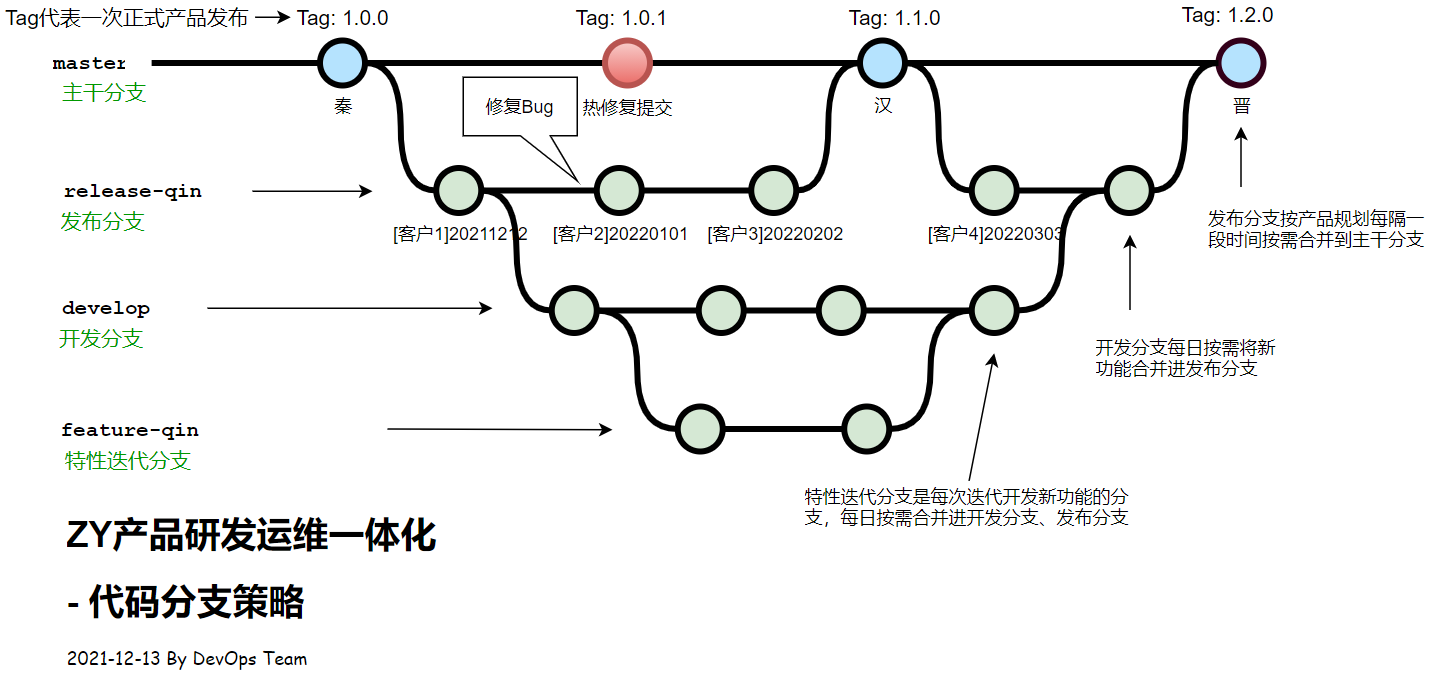 Tag代表一次正式产品发布
Tag: 1.0.0
Tag: 1.0.1
Tag: 1.1.0
Tag: 1.2.0
master
主干分支
秦
修复Bug
热修复提交
汉
晋
release-qin
发布分支
[客户1]20211212
[客户2]20220101
[客户3]20220202
[客户4]20220303
发布分支按产品规划每隔一
段时间按需合并到主干分支
develop
开发分支
开发分支每日按需将新
功能合并进发布分支
feature-qin
特性迭代分支
特性迭代分支是每次迭代开发新功能的分
支，每日按需合并进开发分支、发布分支
ZY产品研发运维一体化
- 代码分支策略
2021-12-13 By DevOps Team